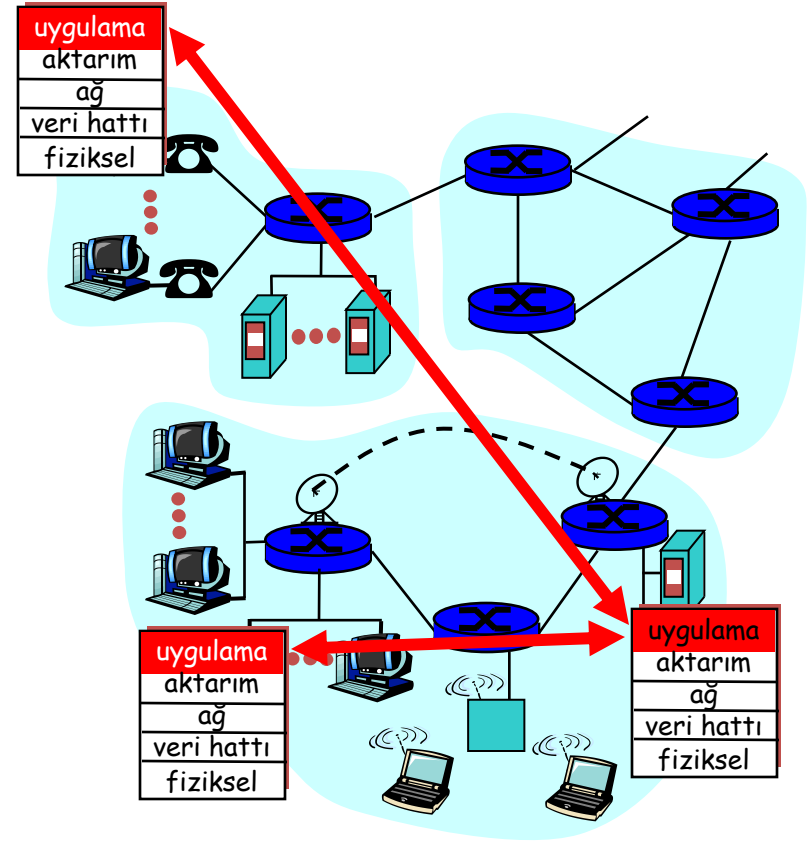 uygulama
aktarım
ağ
veri hattı
fiziksel
uygulama
aktarım
ağ
veri hattı
fiziksel
uygulama
aktarım
ağ
veri hattı
fiziksel